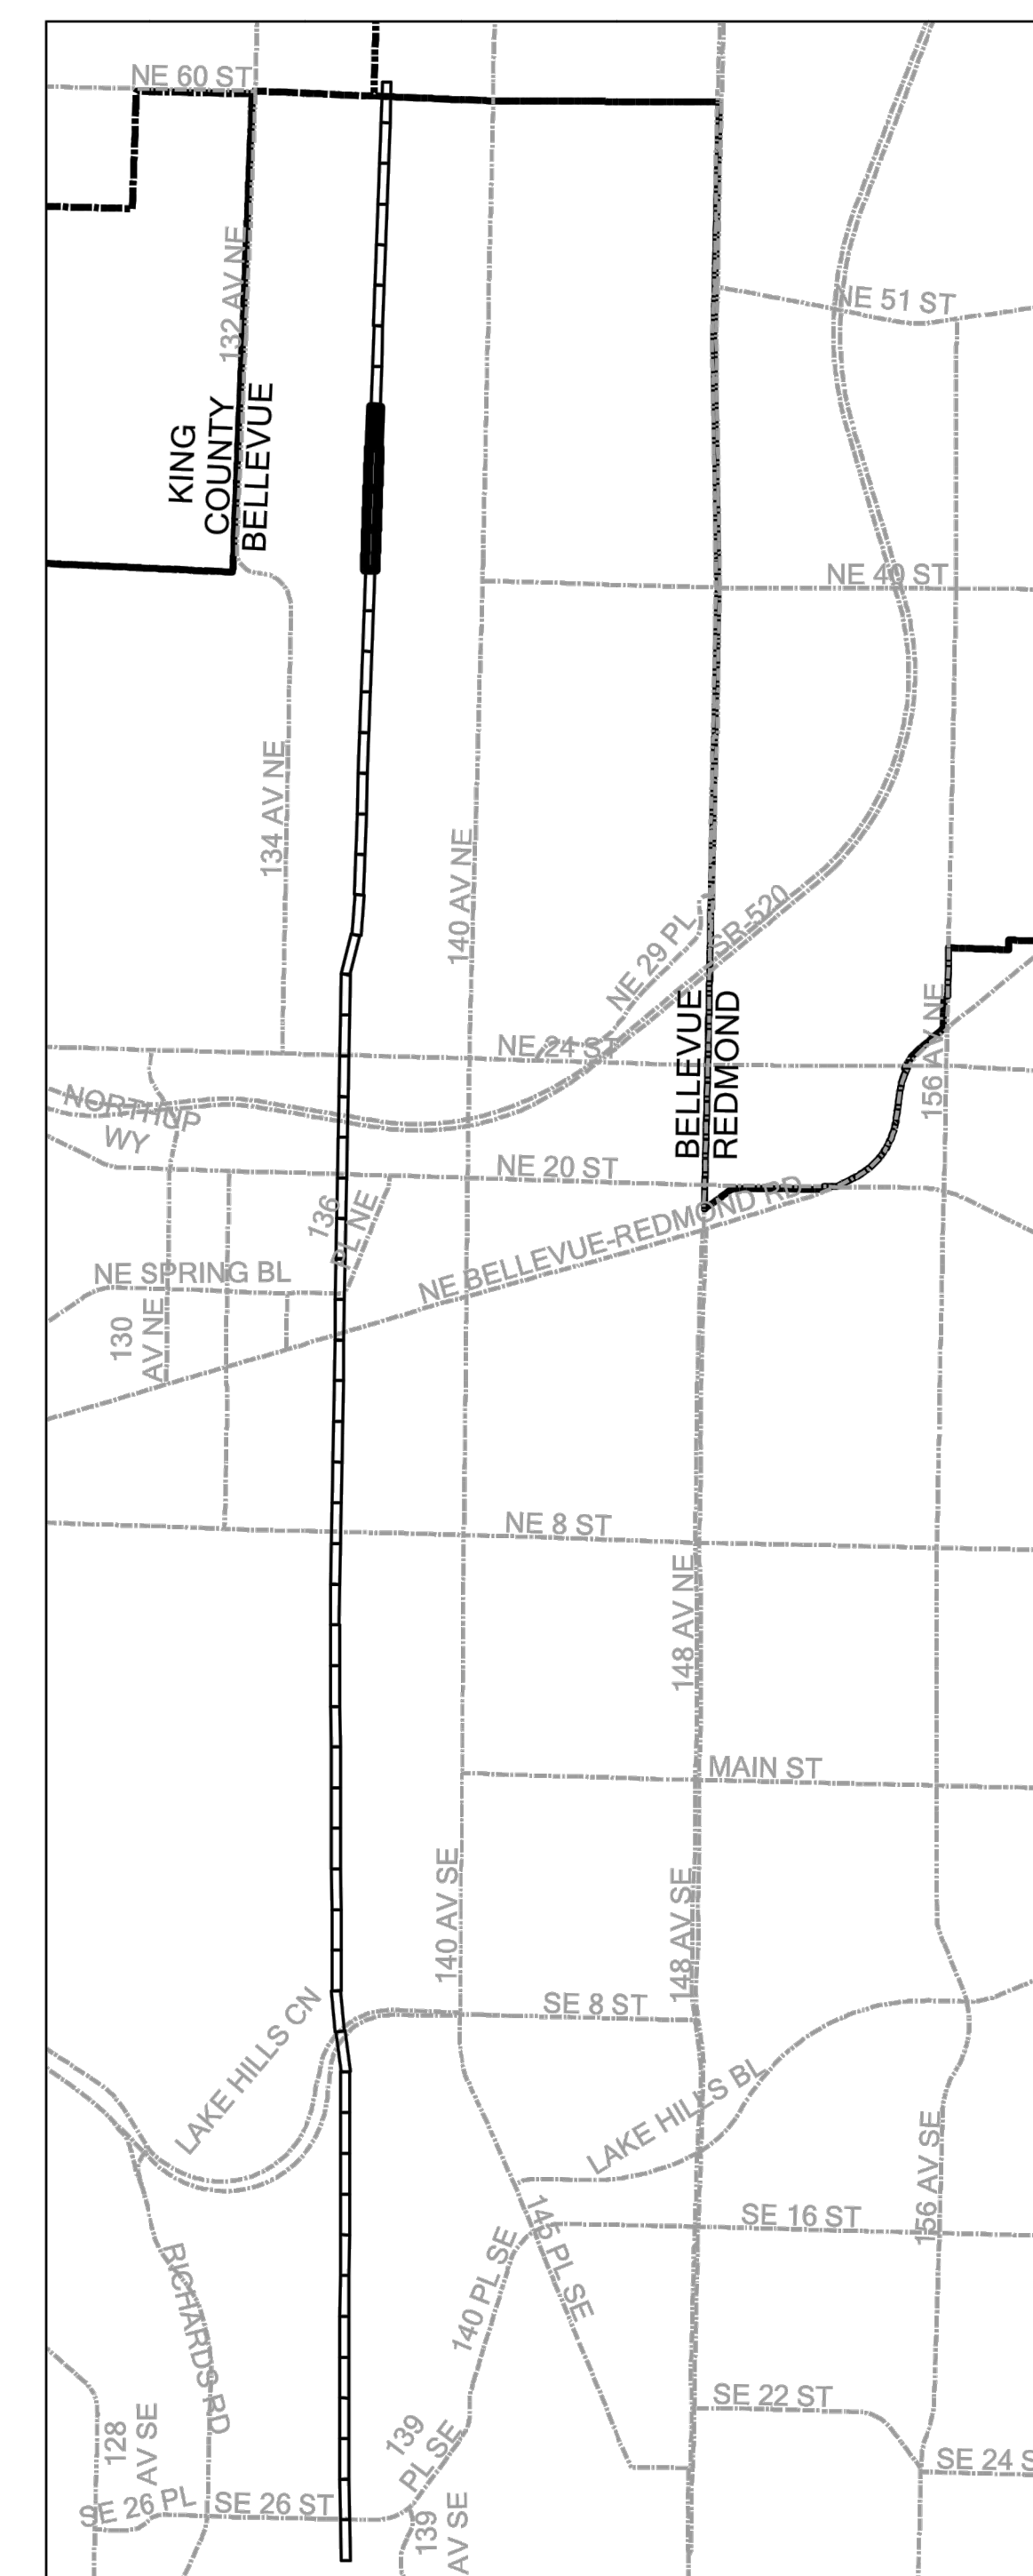 NE 60 ST
132 AV NE
NE 51 ST
KING
COUNTY
BELLEVUE
NE 40 ST
134 AV NE
140 AV NE
NE 29 PL
SR-520
BELLEVUE
REDMOND
156 AV NE
NE 24 ST
NORTHUP
WY
NE 20 ST
136
PL NE
NE BELLEVUE-REDMOND RD
NE SPRING BL
130
AV NE
NE 8 ST
148 AV NE
MAIN ST
140 AV SE
148 AV SE
LAKE HILLS CN
SE 8 ST
LAKE HILLS BL
156 AV SE
SE 16 ST
145 PL SE
140 PL SE
RICHARDS RD
SE 22 ST
128
AV SE
139
PL SE
SE 24 S
SE 26 PL
SE 26 ST
139
AV SE